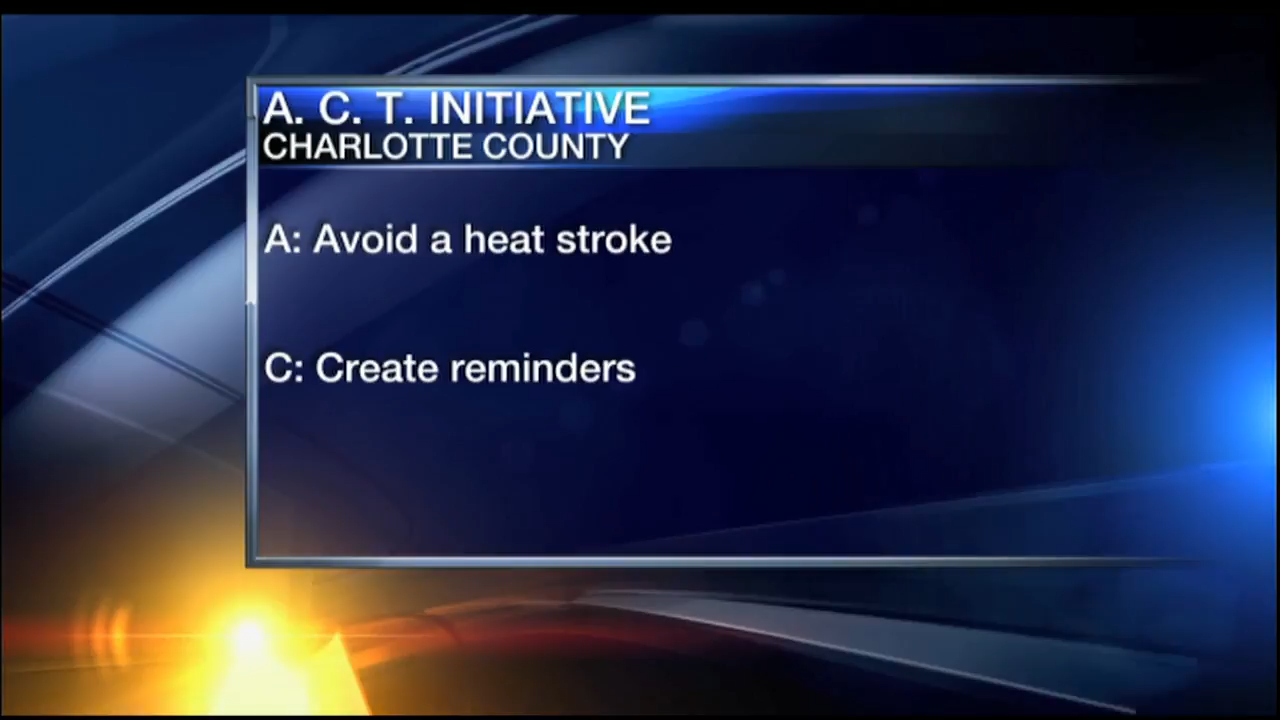 A. C. T. INITIATIVE
CHARLOTTE COUNTY
A: Avoid a heat stroke
C: Create reminders